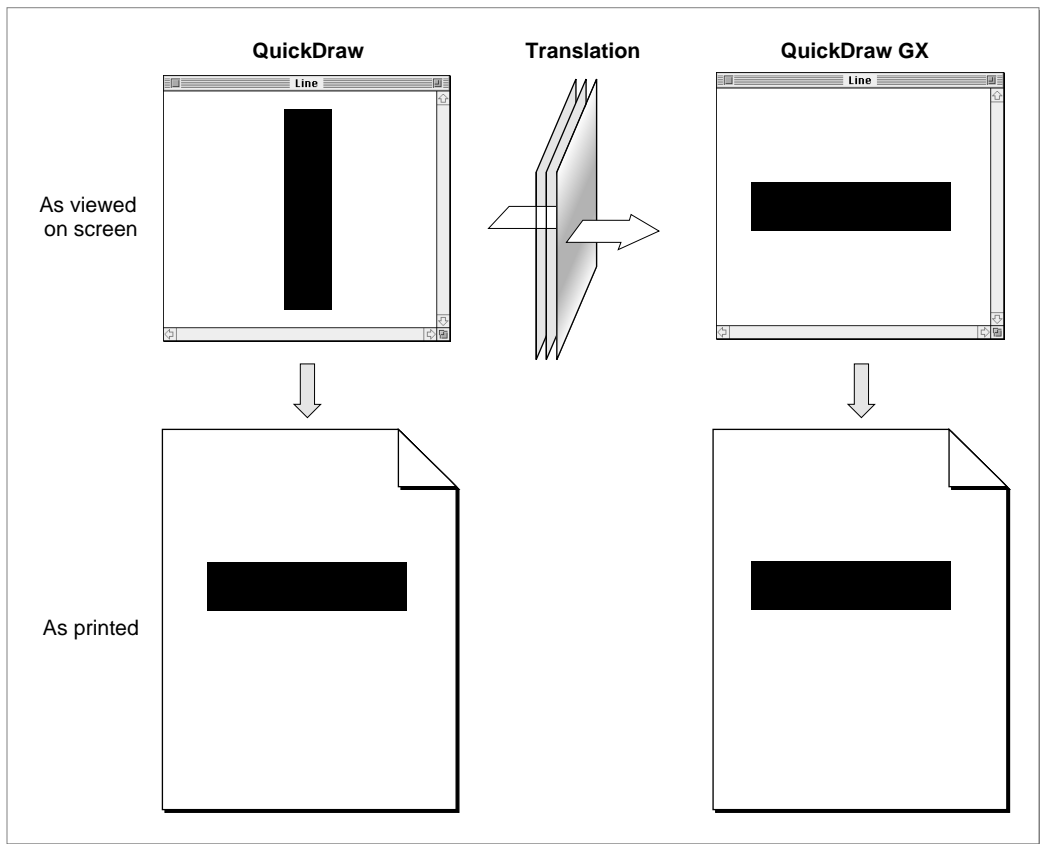 QuickDraw
Translation
QuickDraw GX
Line
Line
As viewed
on screen
As printed